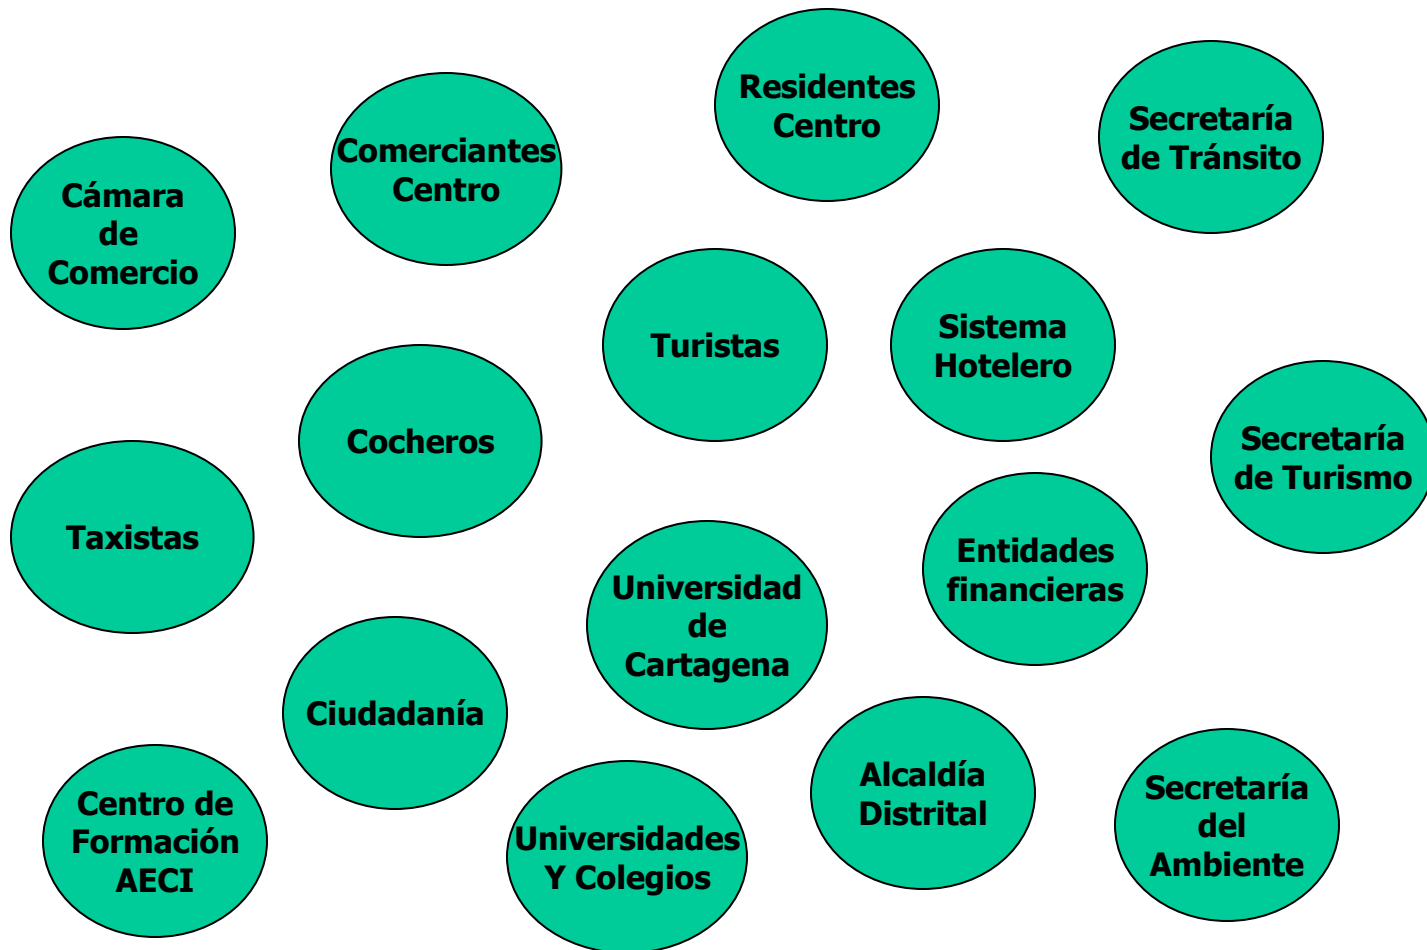 Residentes
Centro
Secretaría
de Tránsito
Comerciantes
Centro
Cámara
de
Comercio
Turistas
Sistema
Hotelero
Cocheros
Secretaría
de Turismo
Taxistas
Entidades
financieras
Universidad
de
Cartagena
Ciudadanía
Alcaldía
Distrital
Secretaría
del
Ambiente
Centro de
Formación
AECI
Universidades
Y Colegios